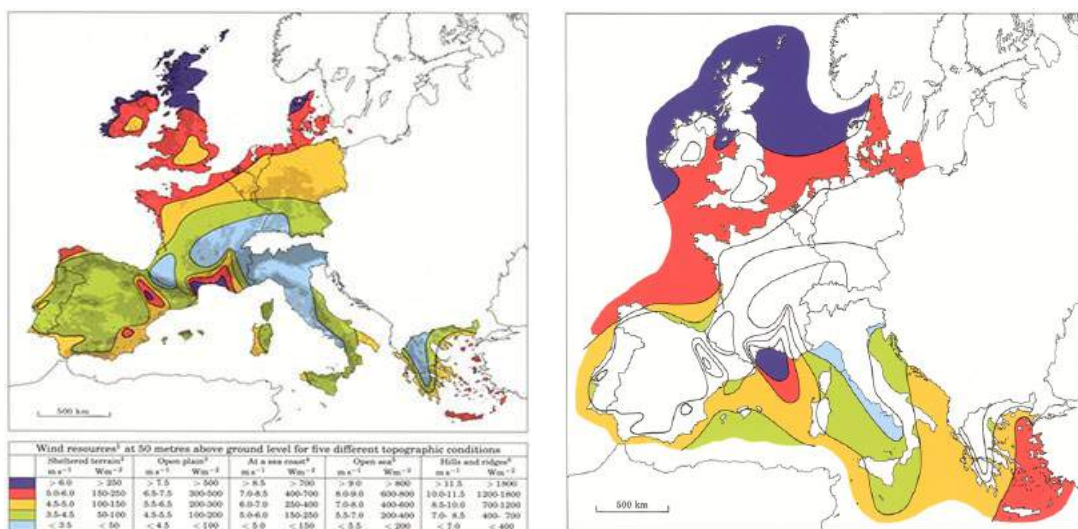 500 km
500 km
Wind resources¹ at 50 metres above ground level for five different topographic conditions
Sheltered terrain² Open plain³ At a sea coast⁴ Open sea⁵ Hills and ridges⁶
m s⁻¹ Wm⁻² m s⁻¹ Wm⁻² m s⁻¹ Wm⁻² m s⁻¹ Wm⁻² m s⁻¹ Wm⁻²
> 6.0 > 250 > 7.5 > 500 > 8.5 > 700 > 9.0 > 800 > 11.5 > 1800
5.0-6.0 150-250 6.5-7.5 300-500 7.0-8.5 400-700 8.0-9.0 600-800 10.0-11.5 1200-1800
4.5-5.0 100-150 5.5-6.5 200-300 6.0-7.0 250-400 7.0-8.0 400-600 8.5-10.0 700-1200
3.5-4.5 50-100 4.5-5.5 100-200 5.0-6.0 150-250 5.5-7.0 200-400 7.0- 8.5 400- 700
< 3.5 < 50 < 4.5 < 100 < 5.0 < 150 < 5.5 < 200 < 7.0 < 400